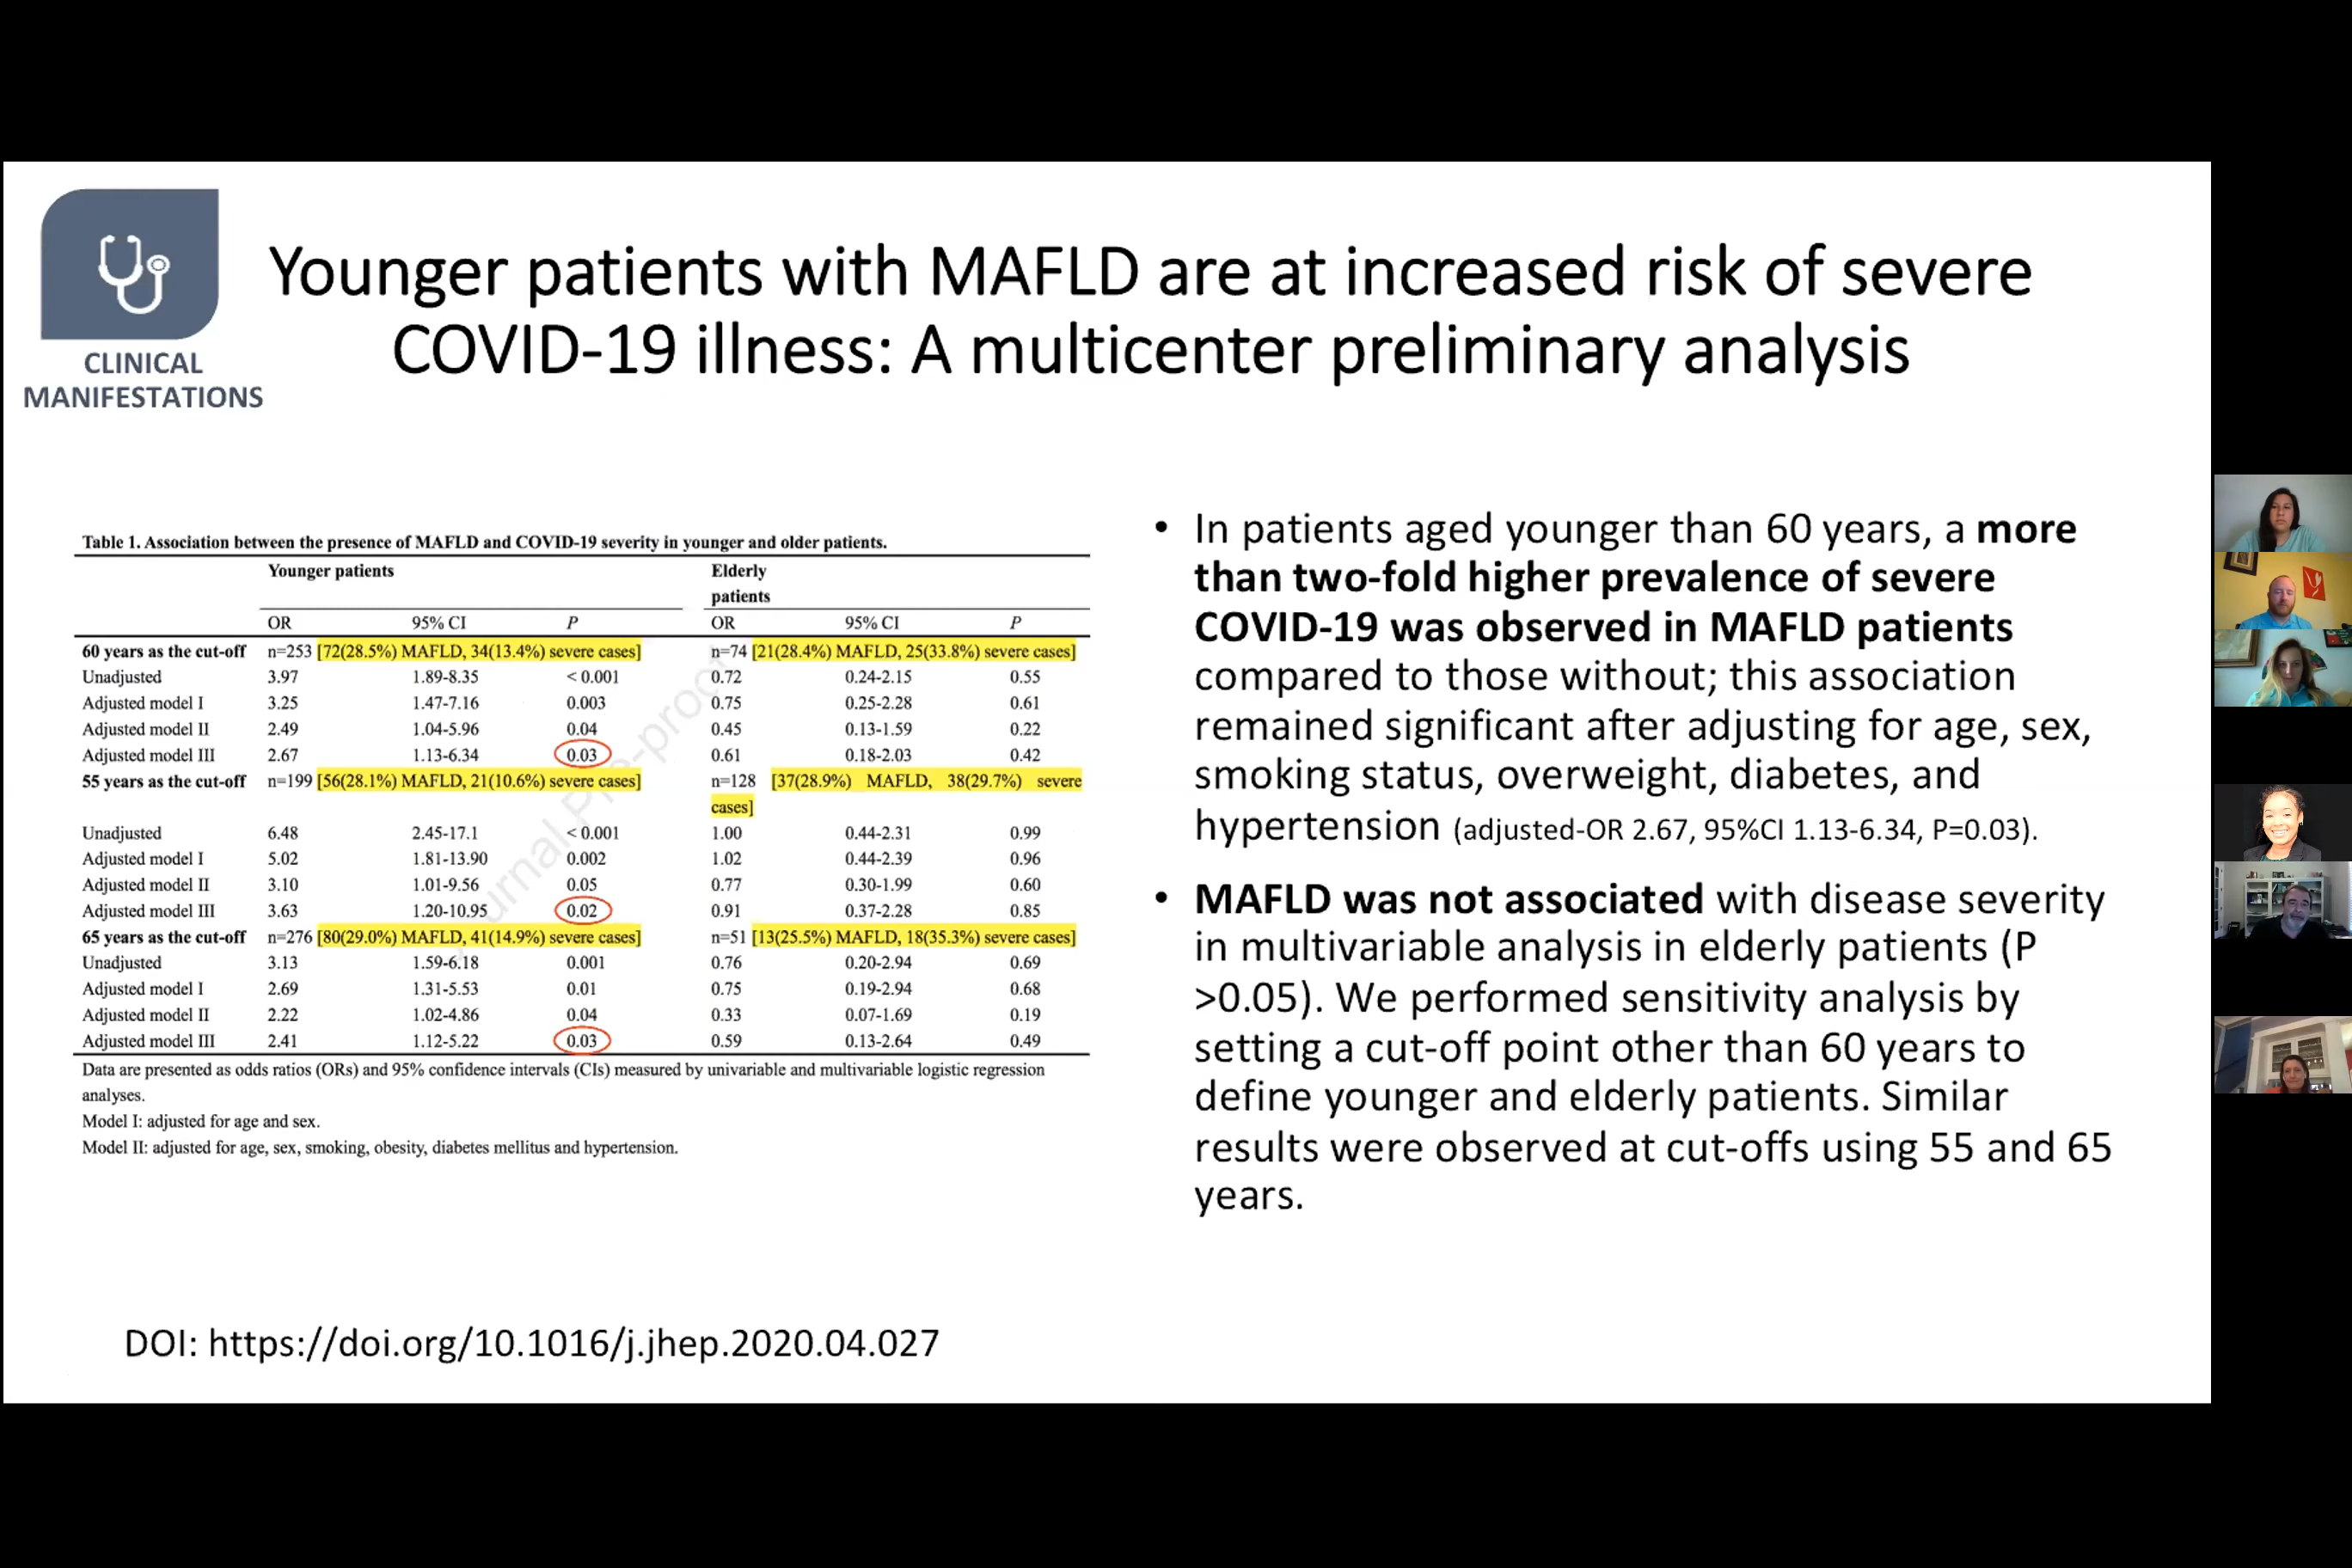 CLINICAL
MANIFESTATIONS
Younger patients with MAFLD are at increased risk of severe
COVID-19 illness: A multicenter preliminary analysis
Table 1. Association between the presence of MAFLD and COVID-19 severity in younger and older patients.
Younger patients Elderly
patients
OR 95% CI P OR 95% CI P
60 years as the cut-off n=253 [72(28.5%) MAFLD, 34(13.4%) severe cases] n=74 [21(28.4%) MAFLD, 25(33.8%) severe cases]
Unadjusted 3.97 1.89-8.35 < 0.001 0.72 0.24-2.15 0.55
Adjusted model I 3.25 1.47-7.16 0.003 0.75 0.25-2.28 0.61
Adjusted model II 2.49 1.04-5.96 0.04 0.45 0.13-1.59 0.22
Adjusted model III 2.67 1.13-6.34 0.03 0.61 0.18-2.03 0.42
55 years as the cut-off n=199 [56(28.1%) MAFLD, 21(10.6%) severe cases] n=128 [37(28.9%) MAFLD, 38(29.7%) severe
cases]
Unadjusted 6.48 2.45-17.1 < 0.001 1.00 0.44-2.31 0.99
Adjusted model I 5.02 1.81-13.90 0.002 1.02 0.44-2.39 0.96
Adjusted model II 3.10 1.01-9.56 0.05 0.77 0.30-1.99 0.60
Adjusted model III 3.63 1.20-10.95 0.02 0.91 0.37-2.28 0.85
65 years as the cut-off n=276 [80(29.0%) MAFLD, 41(14.9%) severe cases] n=51 [13(25.5%) MAFLD, 18(35.3%) severe cases]
Unadjusted 3.13 1.59-6.18 0.001 0.76 0.20-2.94 0.69
Adjusted model I 2.69 1.31-5.53 0.01 0.75 0.19-2.94 0.68
Adjusted model II 2.22 1.02-4.86 0.04 0.33 0.07-1.69 0.19
Adjusted model III 2.41 1.12-5.22 0.03 0.59 0.13-2.64 0.49
Data are presented as odds ratios (ORs) and 95% confidence intervals (CIs) measured by univariable and multivariable logistic regression
analyses.
Model I: adjusted for age and sex.
Model II: adjusted for age, sex, smoking, obesity, diabetes mellitus and hypertension.
• In patients aged younger than 60 years, a more
than two-fold higher prevalence of severe
COVID-19 was observed in MAFLD patients
compared to those without; this association
remained significant after adjusting for age, sex,
smoking status, overweight, diabetes, and
hypertension (adjusted-OR 2.67, 95%CI 1.13-6.34, P=0.03).
• MAFLD was not associated with disease severity
in multivariable analysis in elderly patients (P
>0.05). We performed sensitivity analysis by
setting a cut-off point other than 60 years to
define younger and elderly patients. Similar
results were observed at cut-offs using 55 and 65
years.
DOI: https://doi.org/10.1016/j.jhep.2020.04.027